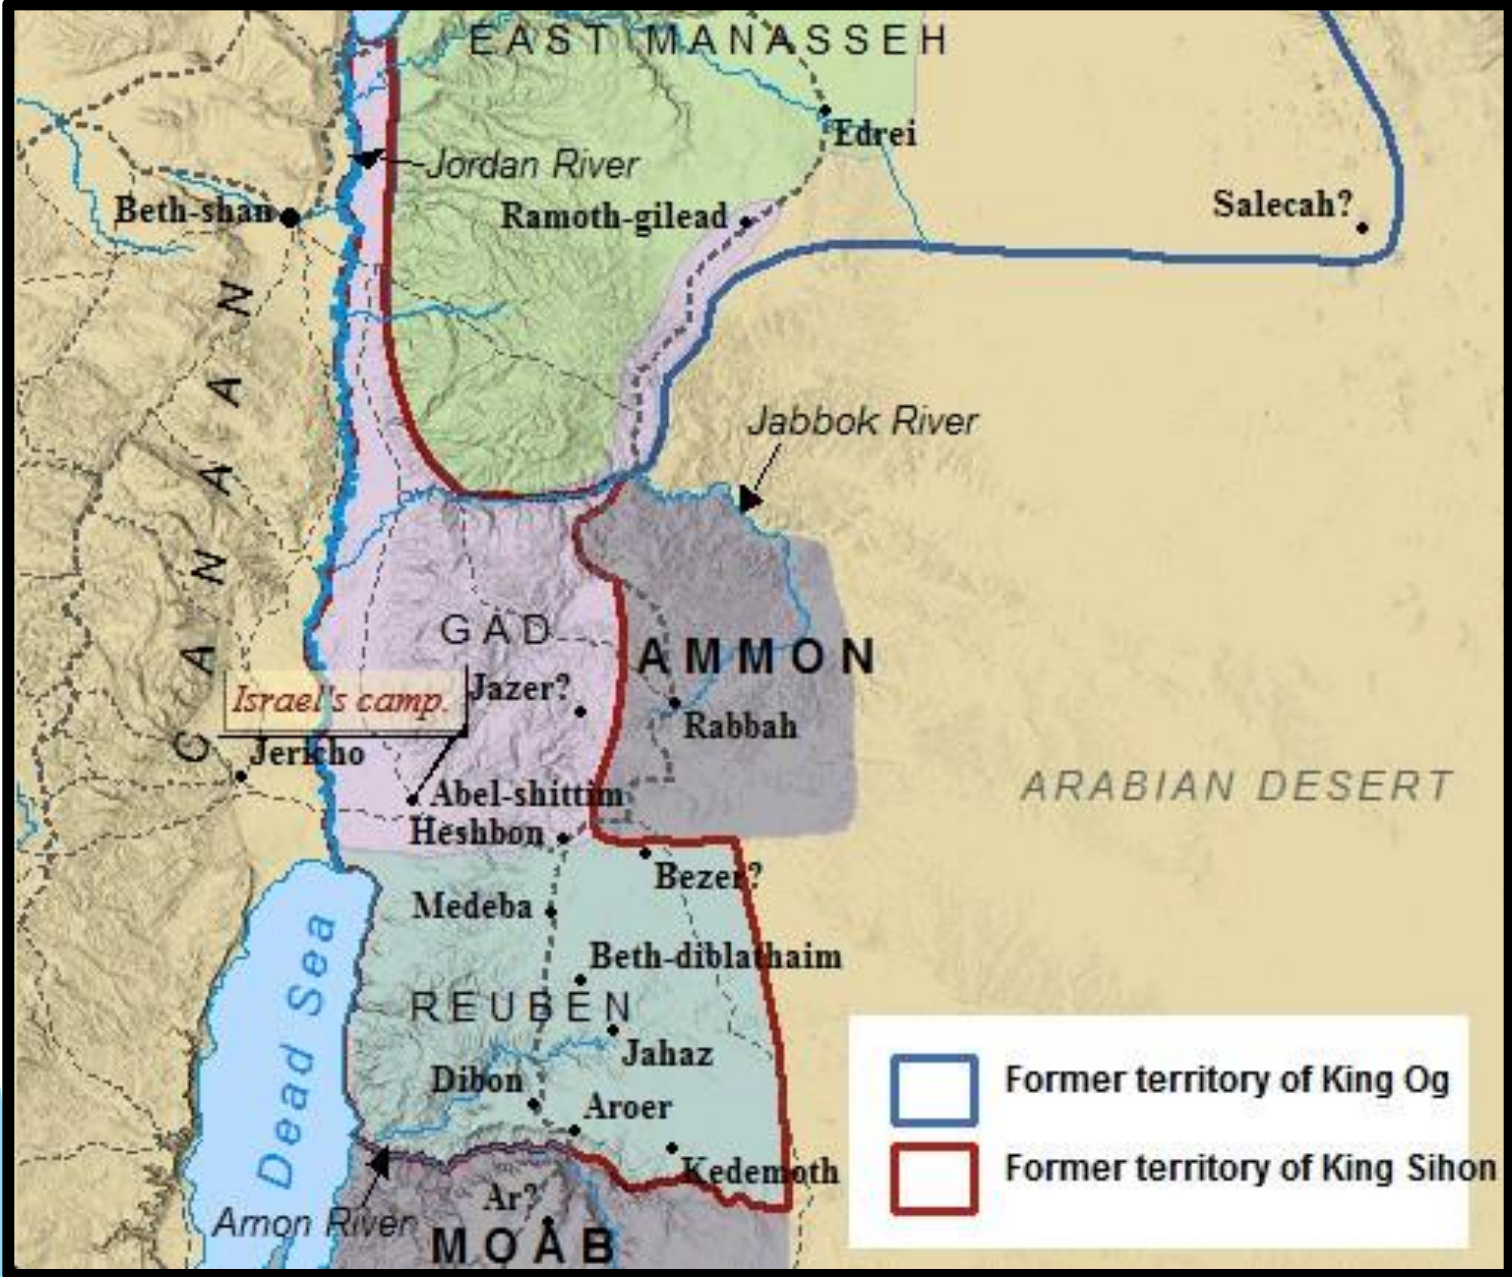 EAST MANASSEH
Edrei
Jordan River
Salecah?
Beth-shan
Ramoth-gilead
CANAAN
Jabbok River
GAD
AMMON
Israel's camp.
Jazer?
Rabbah
Jericho
ARABIAN DESERT
Abel-shittim
Heshbon
Bezer?
Medeba
Beth-diblathaim
Dead Sea
REUBEN
Jahaz
Dibon
Aroer
Kedemoth
Ar?
Arnon River
MOAB
Former territory of King Og
Former territory of King Sihon